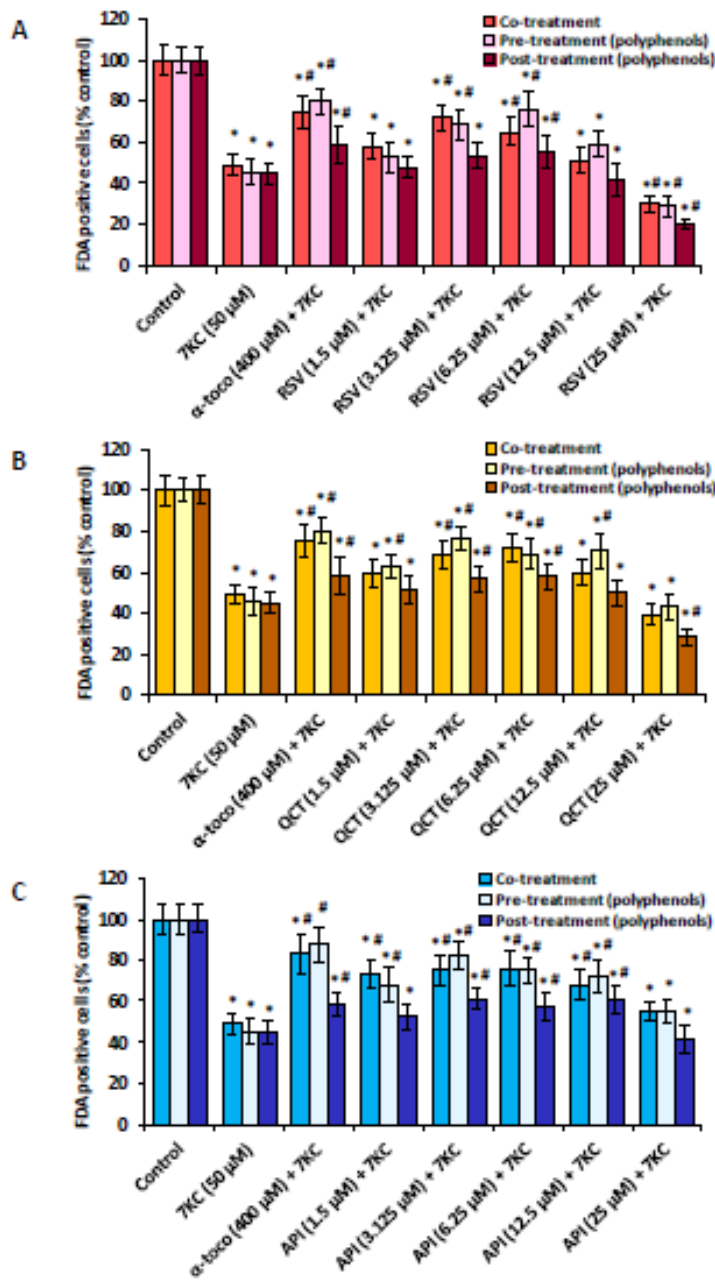 A
FDA positive cells (% control)
120
100
80
60
40
20
0
Co-treatment
Pre-treatment (polyphenols)
Post-treatment (polyphenols)
* # * # * #
* * *
* * *
* # * # *
* # * # * #
* * *
* # * # * #
Control
7KC (50 µM)
α-toco (400 µM) + 7KC
RSV (1.5 µM) + 7KC
RSV (3.125 µM) + 7KC
RSV (6.25 µM) + 7KC
RSV (12.5 µM) + 7KC
RSV (25 µM) + 7KC
B
FDA positive cells (% control)
120
100
80
60
40
20
0
Co-treatment
Pre-treatment (polyphenols)
Post-treatment (polyphenols)
* * *
* # * # * #
* * # *
* # * # * #
* # * # * #
* * # *
* * * #
Control
7KC (50 µM)
α-toco (400 µM) + 7KC
QCT (1.5 µM) + 7KC
QCT (3.125 µM) + 7KC
QCT (6.25 µM) + 7KC
QCT (12.5 µM) + 7KC
QCT (25 µM) + 7KC
C
FDA positive cells (% control)
120
100
80
60
40
20
0
Co-treatment
Pre-treatment (polyphenols)
Post-treatment (polyphenols)
* * *
* # # * #
* # * # *
* # * # * #
* # * # * #
* # * # * #
* * *
Control
7KC (50 µM)
α-toco (400 µM) + 7KC
API (1.5 µM) + 7KC
API (3.125 µM) + 7KC
API (6.25 µM) + 7KC
API (12.5 µM) + 7KC
API (25 µM) + 7KC